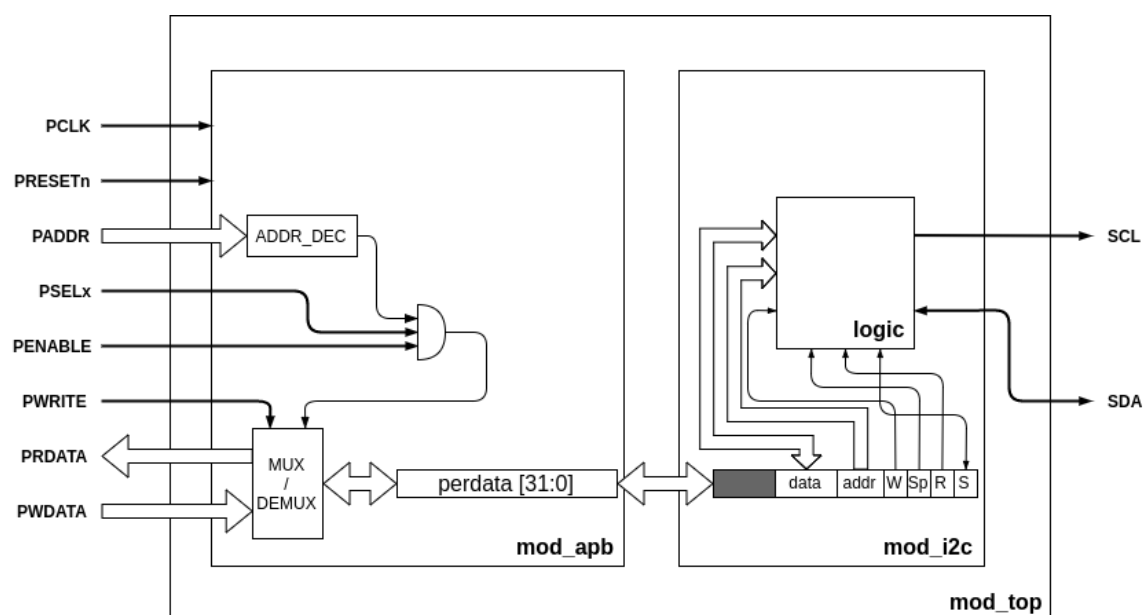 PCLK
PRESETn
PADDR
ADDR_DEC
SCL
PSELx
logic
PENABLE
PWRITE
SDA
PRDATA
MUX
/
DEMUX
perdata [31:0]
data addr W Sp R S
PWDATA
mod_apb
mod_i2c
mod_top